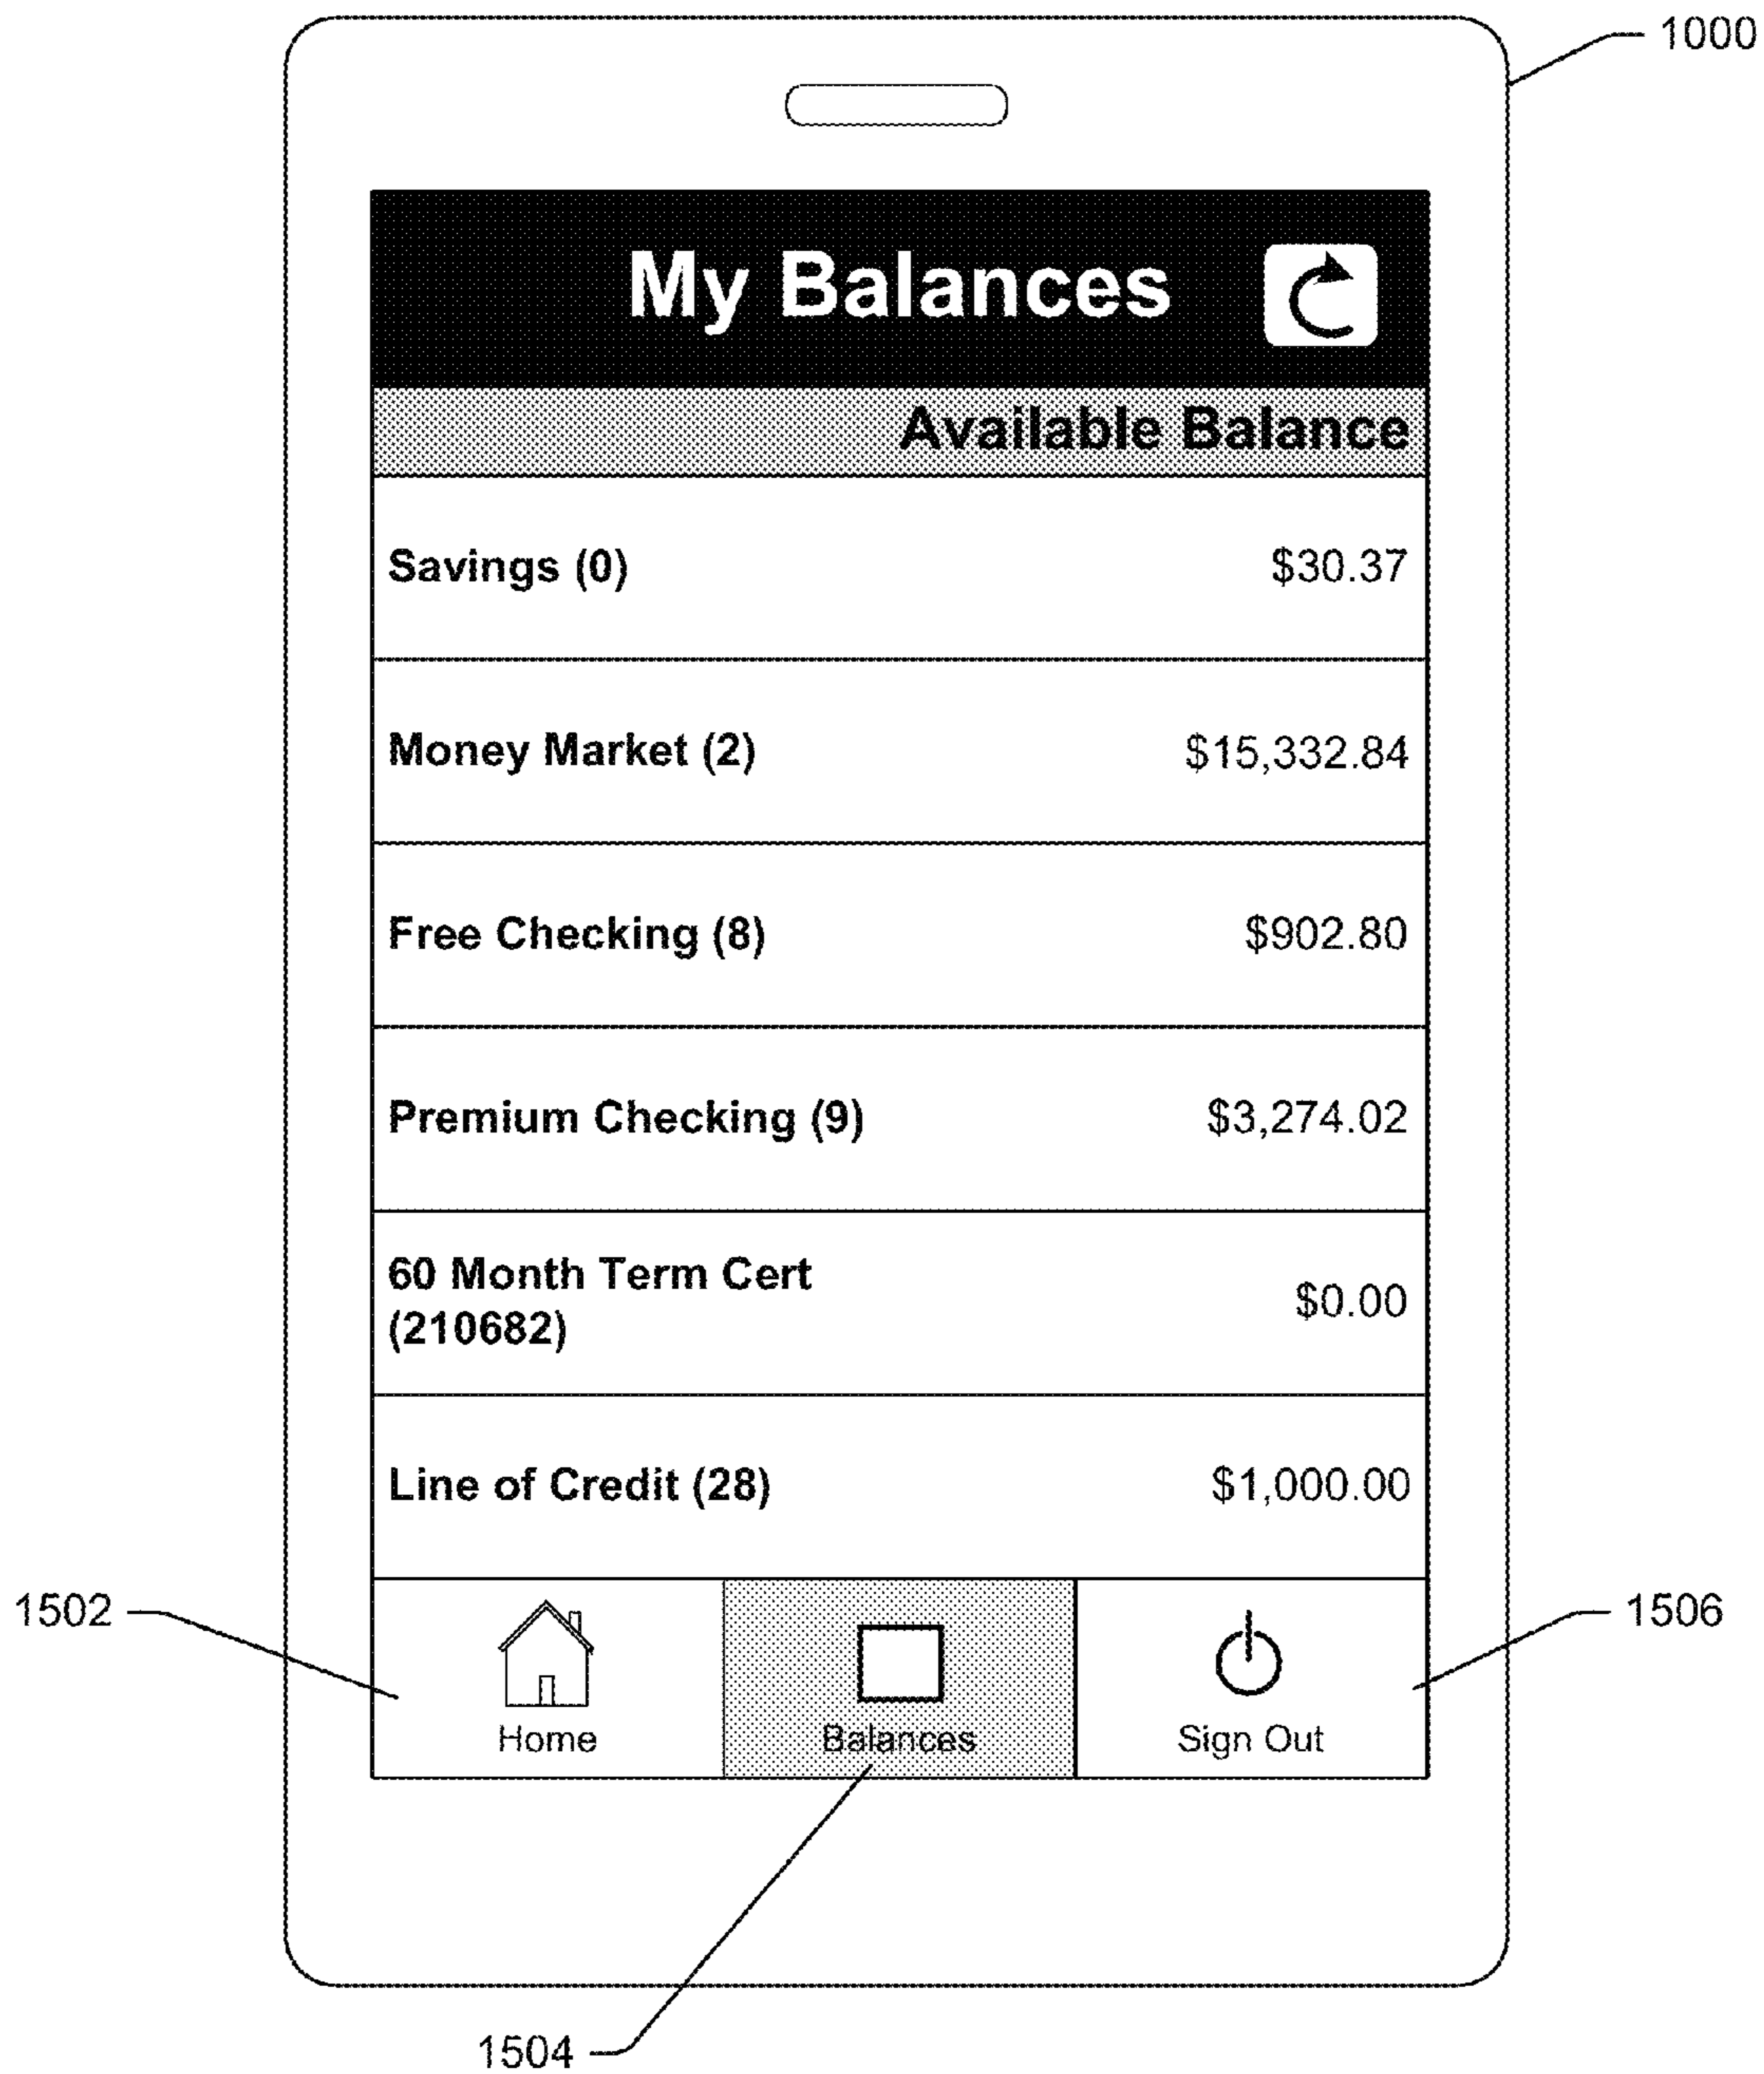 1000
My Balances
Available Balance
Savings (0) $30.37
Money Market (2) $15,332.84
Free Checking (8) $902.80
Premium Checking (9) $3,274.02
60 Month Term Cert
(210682) $0.00
Line of Credit (28) $1,000.00
1502
1506
Home Balances Sign Out
1504